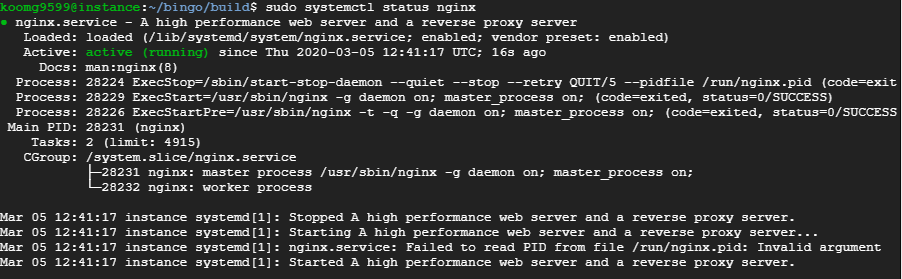 koomg9599@instance:~/bingo/build$ sudo systemctl status nginx
● nginx.service - A high performance web server and a reverse proxy server
   Loaded: loaded (/lib/systemd/system/nginx.service; enabled; vendor preset: enabled)
   Active: active (running) since Thu 2020-03-05 12:41:17 UTC; 16s ago
     Docs: man:nginx(8)
  Process: 28224 ExecStop=/sbin/start-stop-daemon --quiet --stop --retry QUIT/5 --pidfile /run/nginx.pid (code=exit
  Process: 28229 ExecStart=/usr/sbin/nginx -g daemon on; master_process on; (code=exited, status=0/SUCCESS)
  Process: 28226 ExecStartPre=/usr/sbin/nginx -t -q -g daemon on; master_process on; (code=exited, status=0/SUCCESS
 Main PID: 28231 (nginx)
    Tasks: 2 (limit: 4915)
   CGroup: /system.slice/nginx.service
           ├─28231 nginx: master process /usr/sbin/nginx -g daemon on; master_process on;
           └─28232 nginx: worker process
Mar 05 12:41:17 instance systemd[1]: Stopped A high performance web server and a reverse proxy server.
Mar 05 12:41:17 instance systemd[1]: Starting A high performance web server and a reverse proxy server...
Mar 05 12:41:17 instance systemd[1]: nginx.service: Failed to read PID from file /run/nginx.pid: Invalid argument
Mar 05 12:41:17 instance systemd[1]: Started A high performance web server and a reverse proxy server.